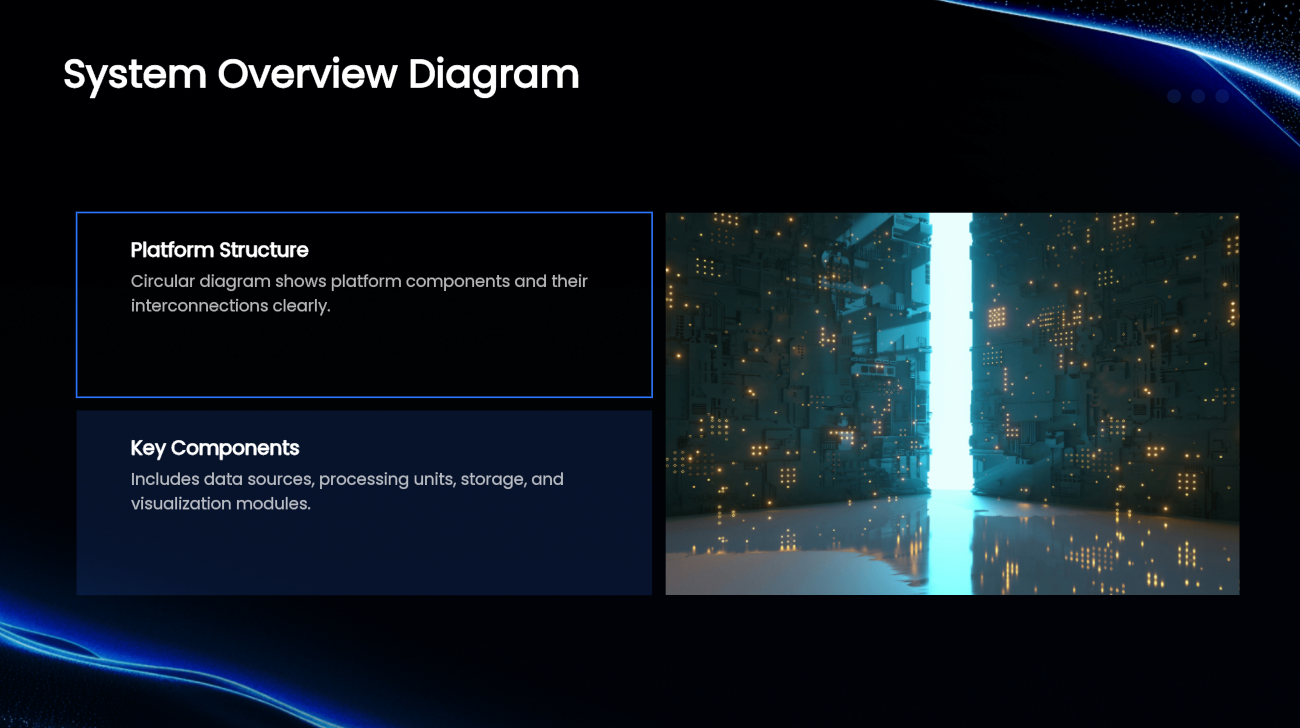 System Overview Diagram
Platform Structure
Circular diagram shows platform components and their
interconnections clearly.
Key Components
Includes data sources, processing units, storage, and
visualization modules.